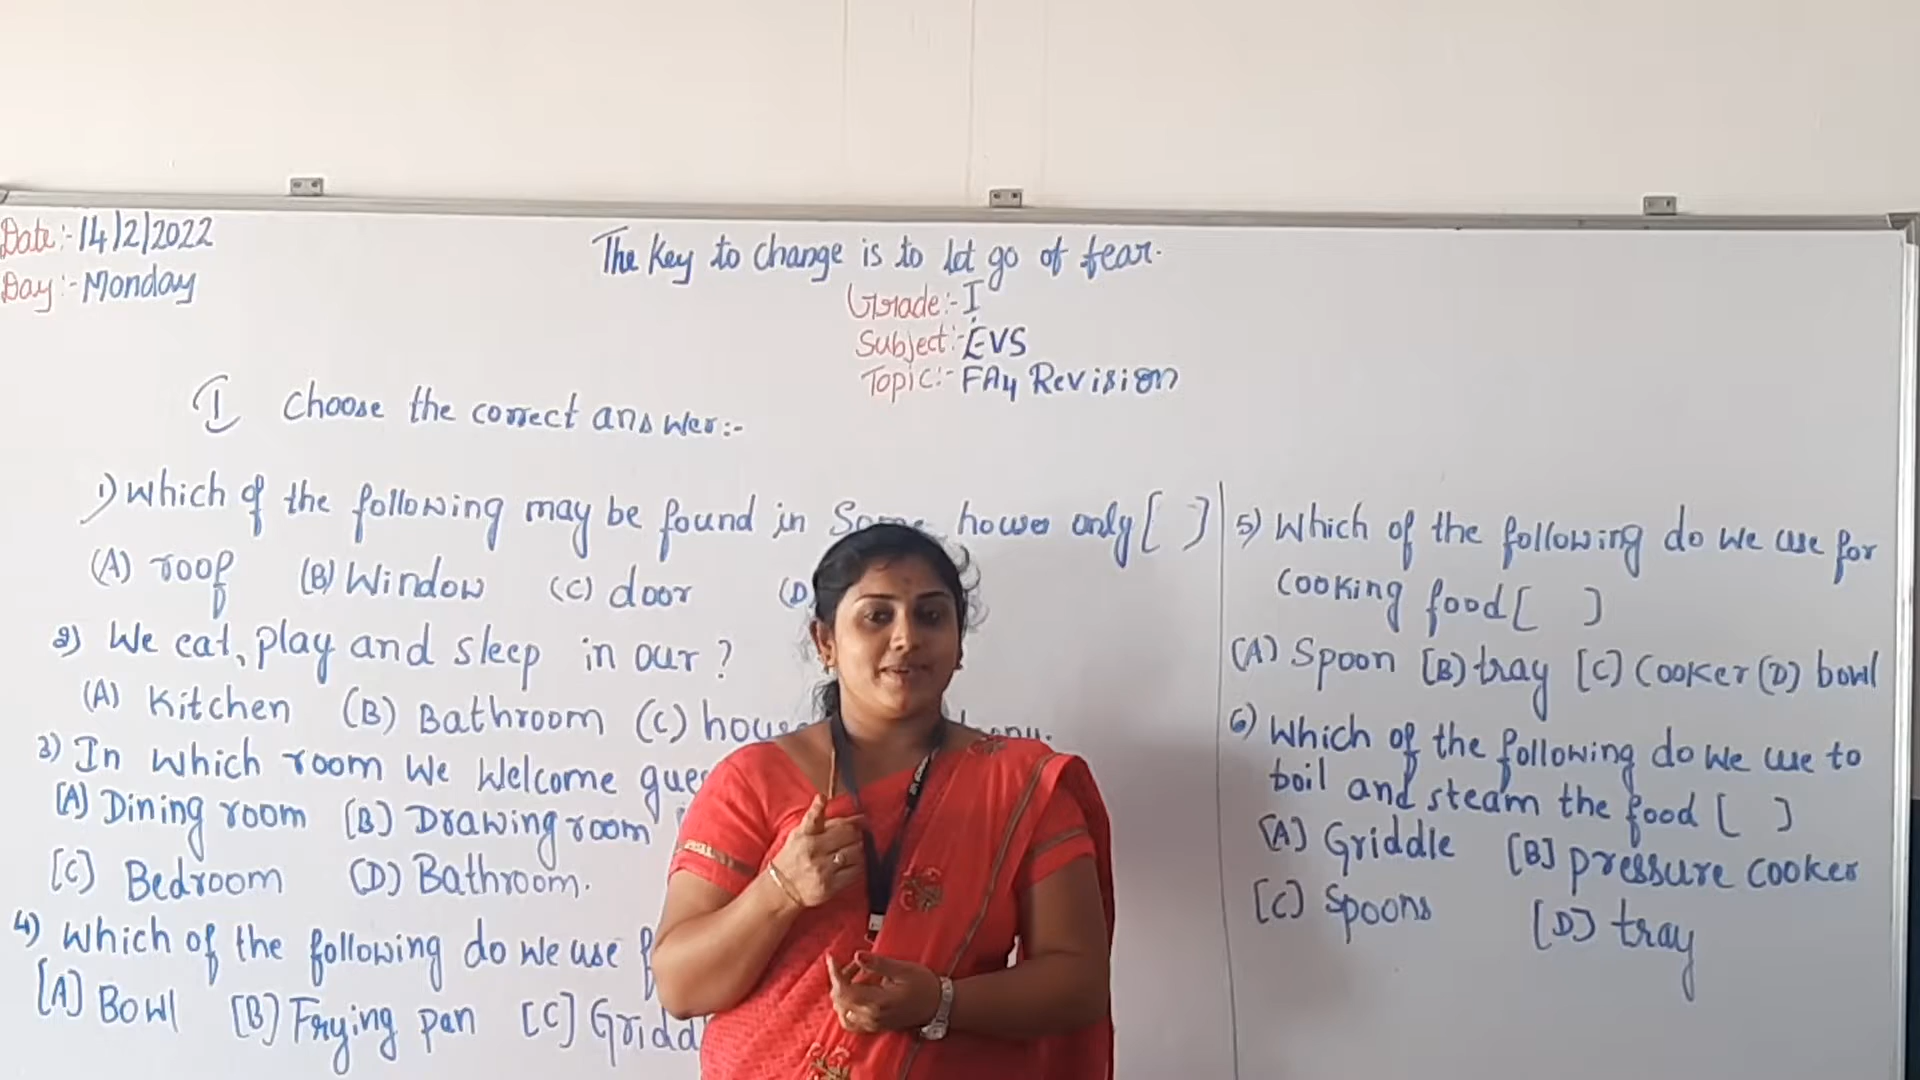 Date:- 14/2/2022
Day:- Monday
The Key to change is to let go of fear.
Grade:- I
Subject:- EVS
Topic:- FA4 Revision
I Choose the correct answer:-
1) Which of the following may be found in Some houses only [ ]
(A) roof (B) Window (C) door (D)
2) We eat, play and sleep in our ?
(A) Kitchen (B) Bathroom (C)
3) In which room We Welcome
(A) Dining room (B) Drawing room
(C) Bedroom (D) Bathroom.
4) Which of the following do we use
[A] Bowl [B] Frying pan [C]
5) Which of the following do we use for
cooking food [ ]
(A) Spoon [B] tray [C] Cooker (D) bowl
6) Which of the following do we use to
boil and steam the food [ ]
[A] Griddle [B] pressure cooker
[C] Spoons [D] tray